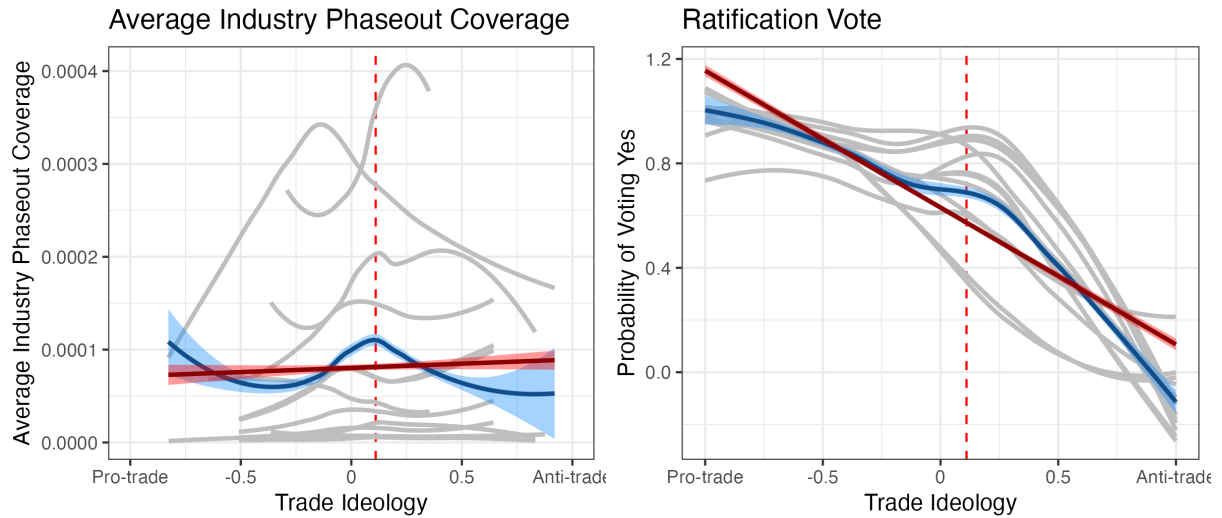 Average Industry Phaseout Coverage
Average Industry Phaseout Coverage
0.0004
0.0003
0.0002
0.0001
0.0000
Pro-trade -0.5 0 0.5 Anti-trade
Trade Ideology
Ratification Vote
Probability of Voting Yes
1.2
0.8
0.4
0.0
Pro-trade -0.5 0 0.5 Anti-trade
Trade Ideology